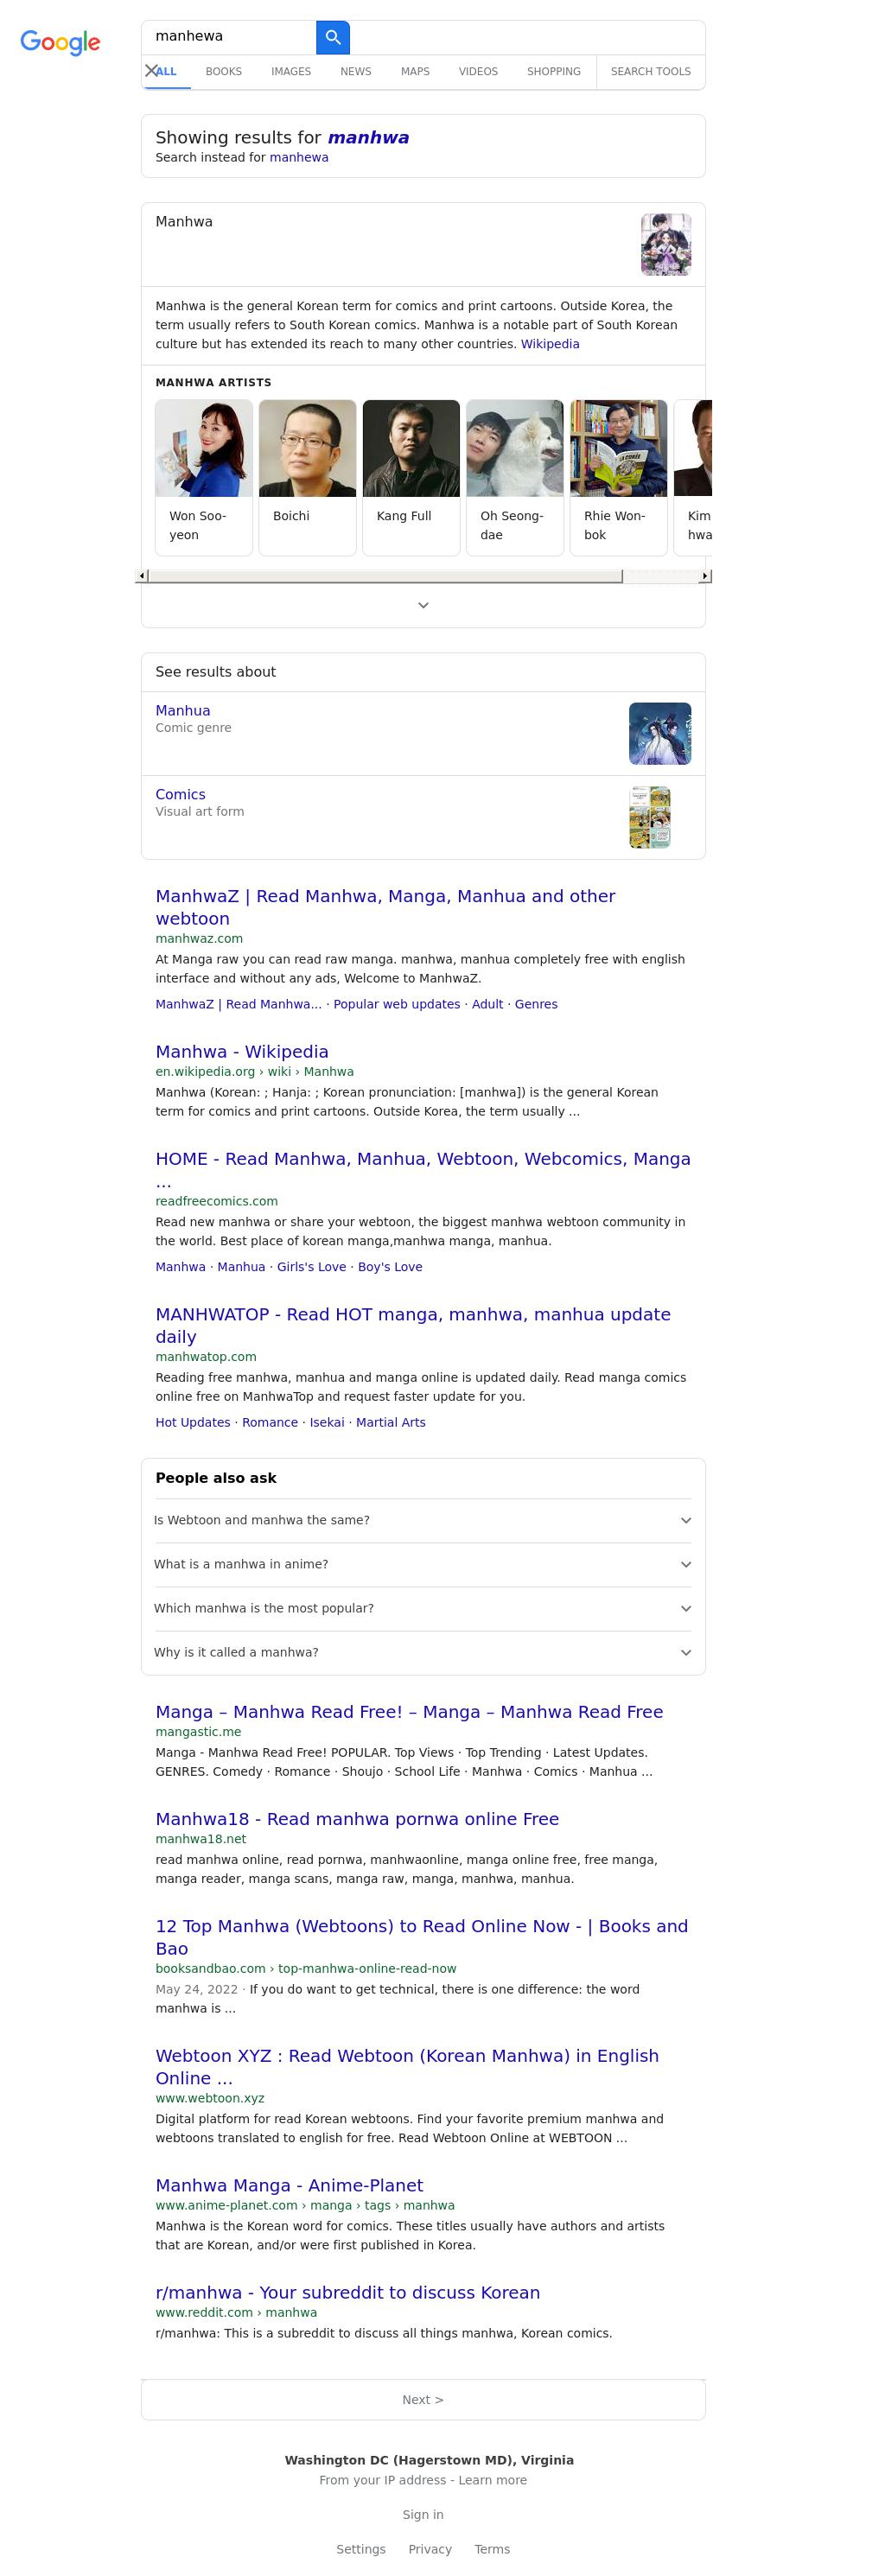 Google
manhewa
ALL BOOKS IMAGES NEWS MAPS VIDEOS SHOPPING SEARCH TOOLS
Showing results for manhwa
Search instead for manhewa
Manhwa
Manhwa is the general Korean term for comics and print cartoons. Outside Korea, the
term usually refers to South Korean comics. Manhwa is a notable part of South Korean
culture but has extended its reach to many other countries. Wikipedia
MANHWA ARTISTS
Won Soo-
yeon
Boichi
Kang Full
Oh Seong-
dae
Rhie Won-
bok
Kim
hwa
See results about
Manhua
Comic genre
Comics
Visual art form
ManhwaZ | Read Manhwa, Manga, Manhua and other
webtoon
manhwaz.com
At Manga raw you can read raw manga. manhwa, manhua completely free with english
interface and without any ads, Welcome to ManhwaZ.
ManhwaZ | Read Manhwa... · Popular web updates · Adult · Genres
Manhwa - Wikipedia
en.wikipedia.org › wiki › Manhwa
Manhwa (Korean: ; Hanja: ; Korean pronunciation: [manhwa]) is the general Korean
term for comics and print cartoons. Outside Korea, the term usually ...
HOME - Read Manhwa, Manhua, Webtoon, Webcomics, Manga
...
readfreecomics.com
Read new manhwa or share your webtoon, the biggest manhwa webtoon community in
the world. Best place of korean manga,manhwa manga, manhua.
Manhwa · Manhua · Girls's Love · Boy's Love
MANHWATOP - Read HOT manga, manhwa, manhua update
daily
manhwatop.com
Reading free manhwa, manhua and manga online is updated daily. Read manga comics
online free on ManhwaTop and request faster update for you.
Hot Updates · Romance · Isekai · Martial Arts
People also ask
Is Webtoon and manhwa the same?
What is a manhwa in anime?
Which manhwa is the most popular?
Why is it called a manhwa?
Manga – Manhwa Read Free! – Manga – Manhwa Read Free
mangastic.me
Manga - Manhwa Read Free! POPULAR. Top Views · Top Trending · Latest Updates.
GENRES. Comedy · Romance · Shoujo · School Life · Manhwa · Comics · Manhua ...
Manhwa18 - Read manhwa pornwa online Free
manhwa18.net
read manhwa online, read pornwa, manhwaonline, manga online free, free manga,
manga reader, manga scans, manga raw, manga, manhwa, manhua.
12 Top Manhwa (Webtoons) to Read Online Now - | Books and
Bao
booksandbao.com › top-manhwa-online-read-now
May 24, 2022 · If you do want to get technical, there is one difference: the word
manhwa is ...
Webtoon XYZ : Read Webtoon (Korean Manhwa) in English
Online ...
www.webtoon.xyz
Digital platform for read Korean webtoons. Find your favorite premium manhwa and
webtoons translated to english for free. Read Webtoon Online at WEBTOON ...
Manhwa Manga - Anime-Planet
www.anime-planet.com › manga › tags › manhwa
Manhwa is the Korean word for comics. These titles usually have authors and artists
that are Korean, and/or were first published in Korea.
r/manhwa - Your subreddit to discuss Korean
www.reddit.com › manhwa
r/manhwa: This is a subreddit to discuss all things manhwa, Korean comics.
Next >
Washington DC (Hagerstown MD), Virginia
From your IP address - Learn more
Sign in
Settings Privacy Terms